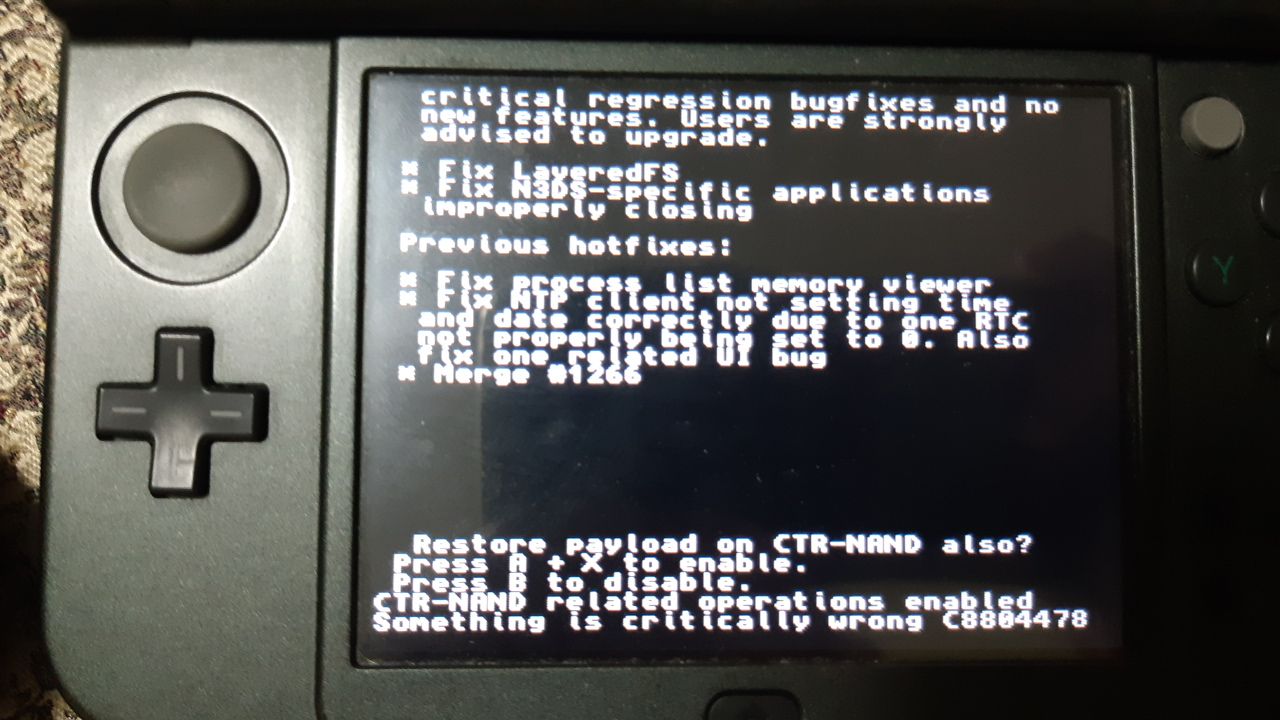 critical regression bugfixes and no
new features. Users are strongly
advised to upgrade.
* Fix LayeredFS
* Fix N3DS-specific applications
improperly closing
Previous hotfixes:
* Fix process list memory viewer
* Fix NTP client not setting time
and date correctly due to one RTC
not properly being set to 0. Also
fix one related UI bug
* Merge #1266
Restore payload on CTR-NAND also?
Press A + X to enable.
Press B to disable.
CTR-NAND related operations enabled
Something is critically wrong C8804478
Y